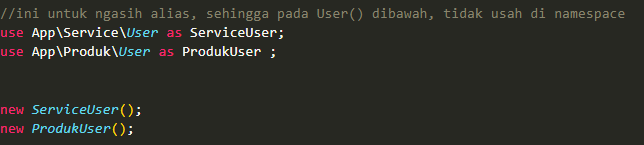 //ini untuk ngasih alias, sehingga pada User() dibawah, tidak usah di namespace
use App\Service\User as ServiceUser;
use App\Produk\User as ProdukUser ;
new ServiceUser();
new ProdukUser();